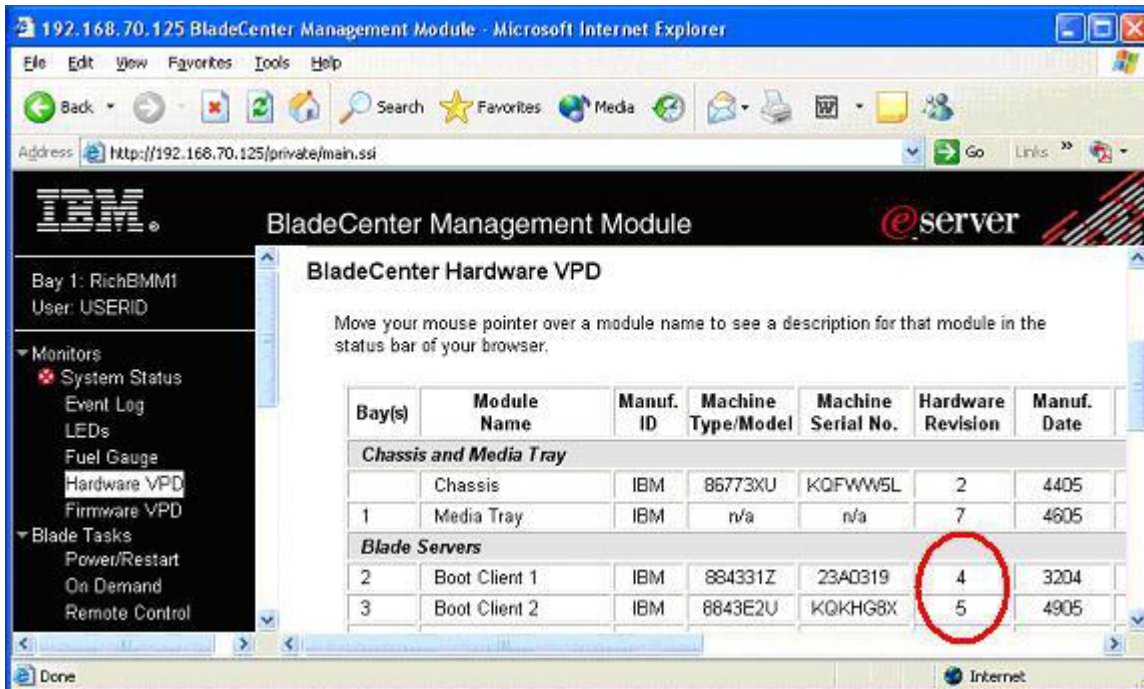 192.168.70.125 BladeCenter Management Module - Microsoft Internet Explorer
File Edit View Favorites Tools Help
Back Search Favorites Media
Address http://192.168.70.125/private/main.ssi Go Links »
IBM. BladeCenter Management Module eserver
Bay 1: RichBMM1
User: USERID
Monitors
System Status
Event Log
LEDs
Fuel Gauge
Hardware VPD
Firmware VPD
Blade Tasks
Power/Restart
On Demand
Remote Control
BladeCenter Hardware VPD
Move your mouse pointer over a module name to see a description for that module in the
status bar of your browser.
Bay(s) Module Name Manuf. ID Machine Type/Model Machine Serial No. Hardware Revision Manuf. Date
Chassis and Media Tray
Chassis IBM 86773XU KQFWW5L 2 4405
1 Media Tray IBM n/a n/a 7 4605
Blade Servers
2 Boot Client 1 IBM 884331Z 23A0319 4 3204
3 Boot Client 2 IBM 8843E2U KQKHG8X 5 4905
Done Internet